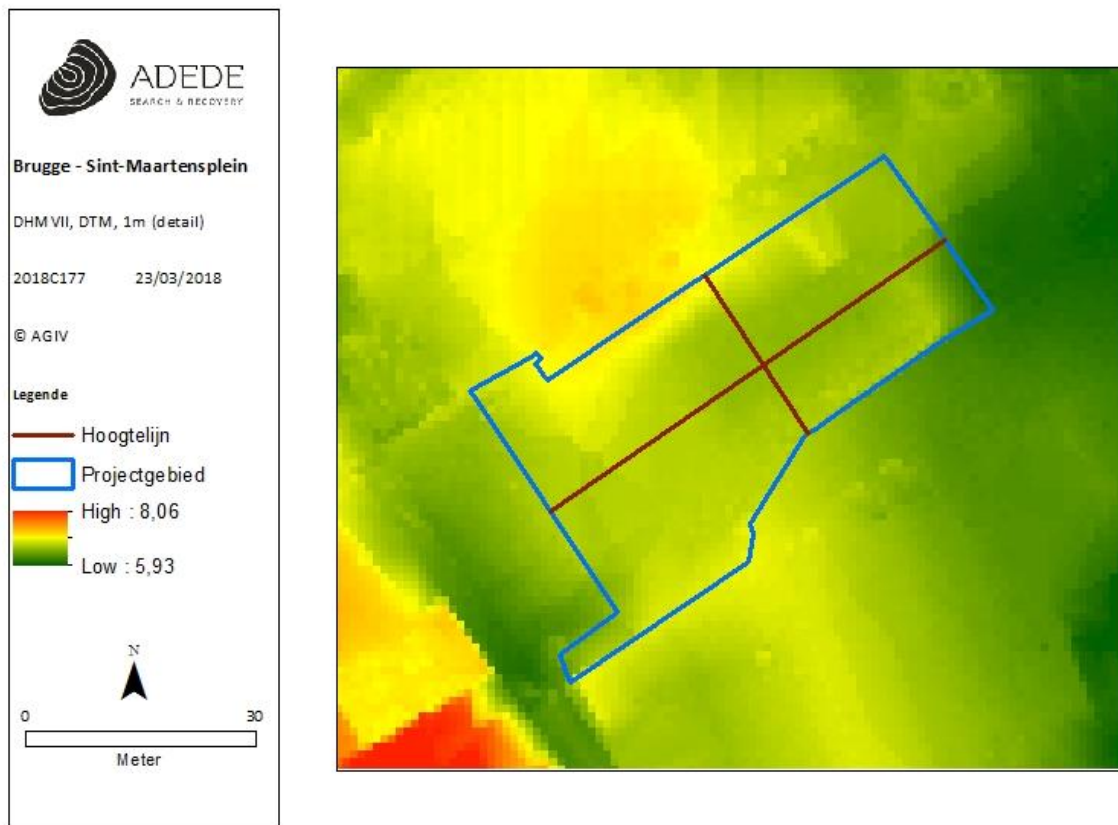 ADEDE
SEARCH & RECOVERY
Brugge - Sint-Maartensplein
DHM VII, DTM, 1m (detail)
2018C177 23/03/2018
© AGIV
Legende
Hoogtelijn
Projectgebied
High : 8,06
Low : 5,93
N
0 30
Meter